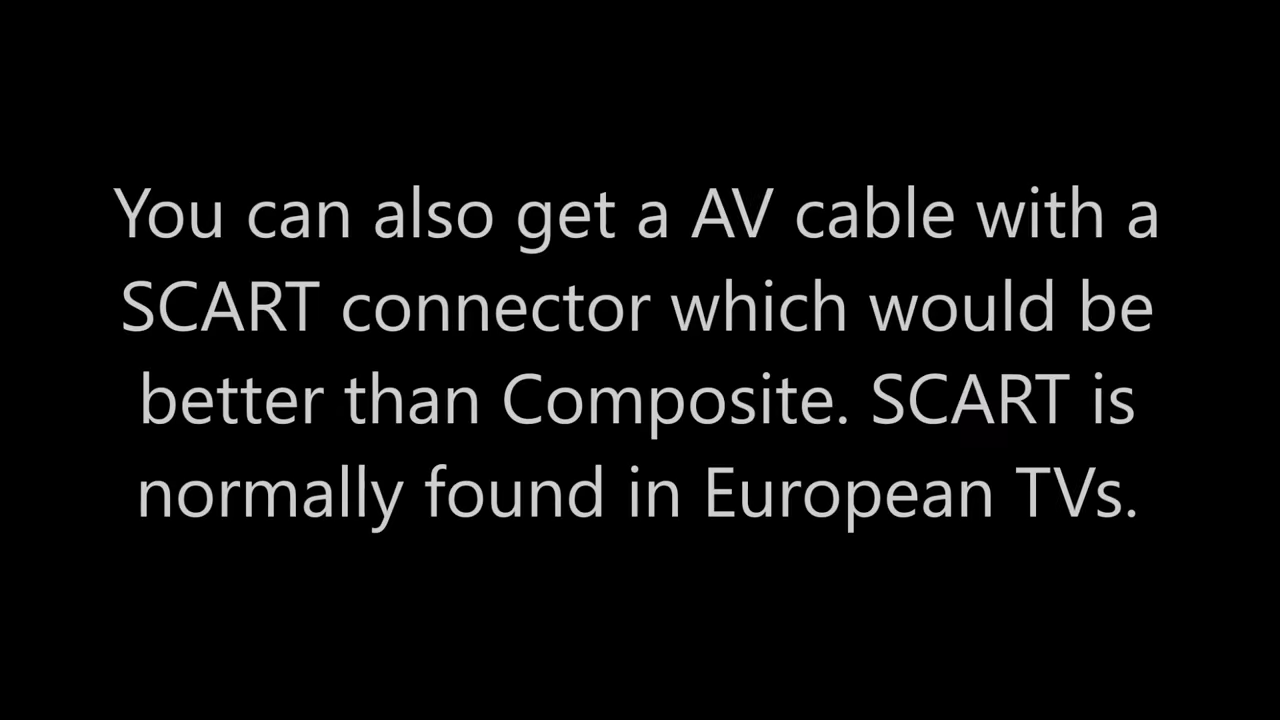 You can also get a AV cable with a
SCART connector which would be
better than Composite. SCART is
normally found in European TVs.